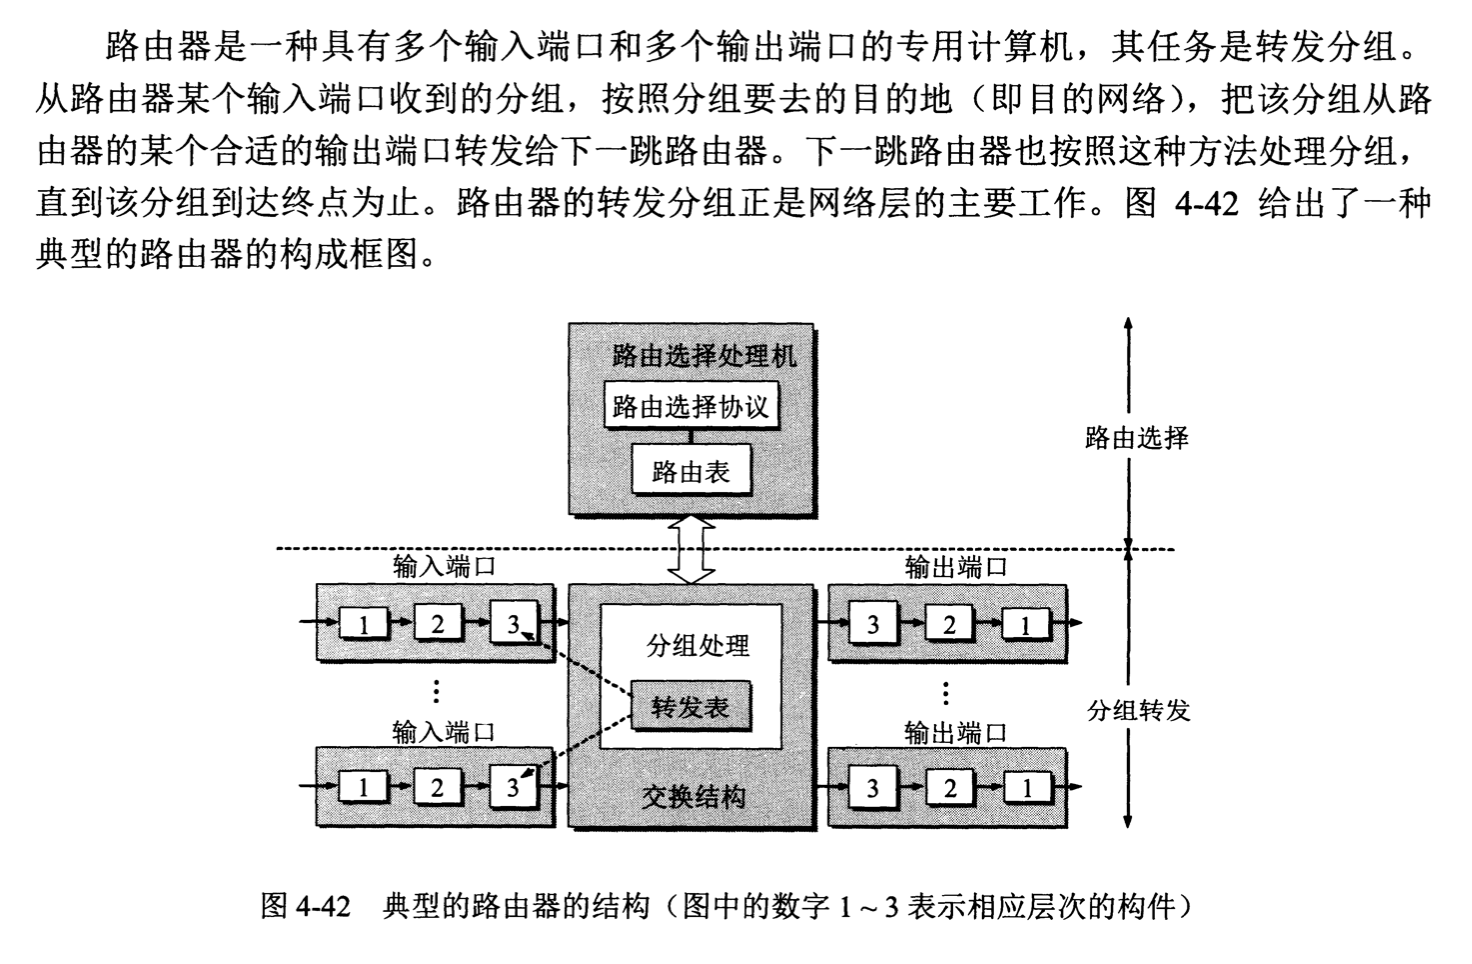 路由器是一种具有多个输入端口和多个输出端口的专用计算机，其任务是转发分组。
从路由器某个输入端口收到的分组，按照分组要去的目的地（即目的网络），把该分组从路
由器的某个合适的输出端口转发给下一跳路由器。下一跳路由器也按照这种方法处理分组，
直到该分组到达终点为止。路由器的转发分组正是网络层的主要工作。图 4-42 给出了一种
典型的路由器的构成框图。
路由选择处理机
路由选择协议
路由表
路由选择
输入端口
输出端口
1 2 3
分组处理
3 2 1
⋮
转发表
⋮
分组转发
输入端口
输出端口
1 2 3
交换结构
3 2 1
图 4-42 典型的路由器的结构（图中的数字 1 ~ 3 表示相应层次的构件）